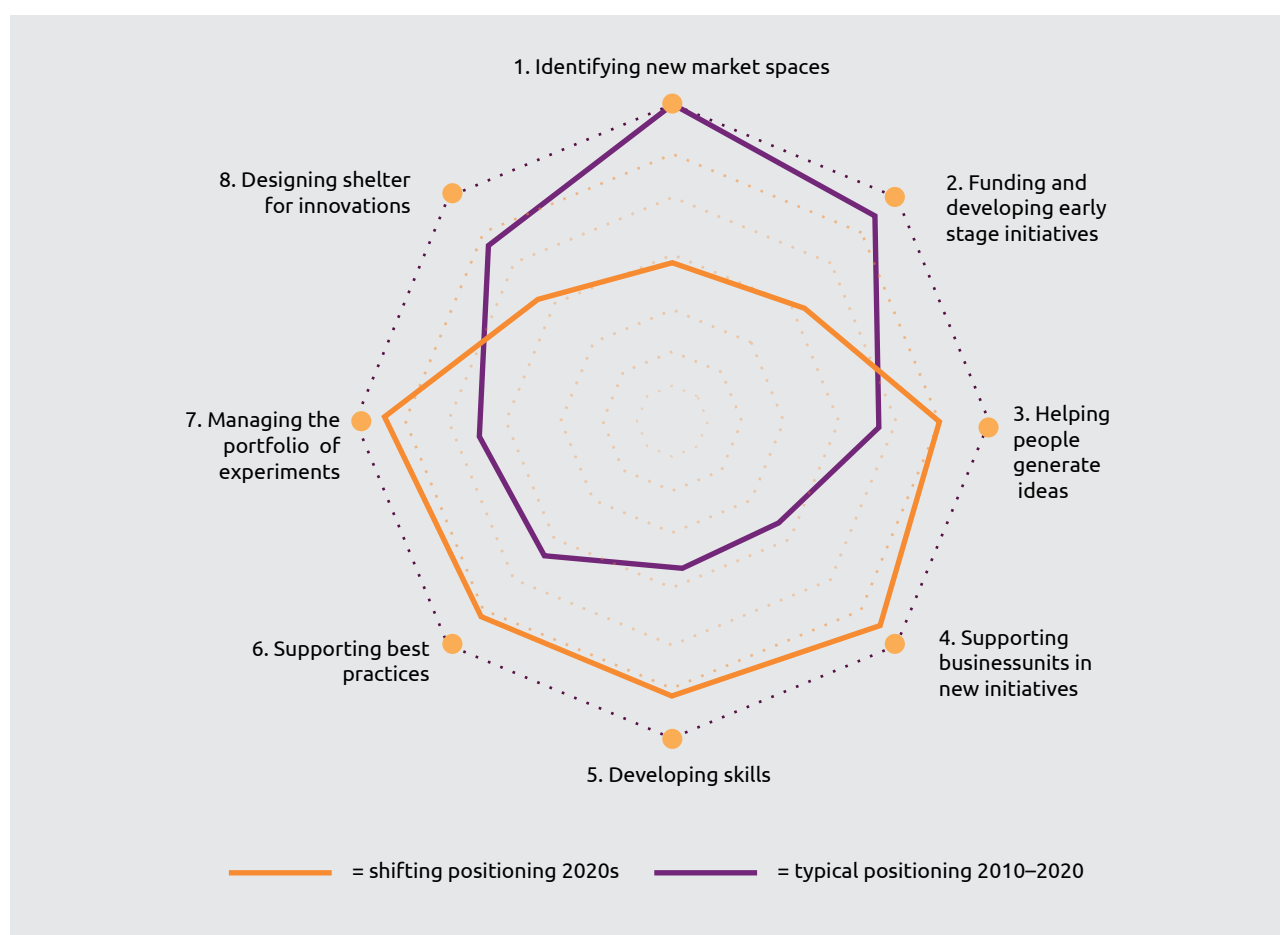 1. Identifying new market spaces
2. Funding and
developing early
stage initiatives
3. Helping
people
generate
ideas
4. Supporting
businessunits in
new initiatives
5. Developing skills
6. Supporting best
practices
7. Managing the
portfolio of
experiments
8. Designing shelter
for innovations
= shifting positioning 2020s
= typical positioning 2010–2020